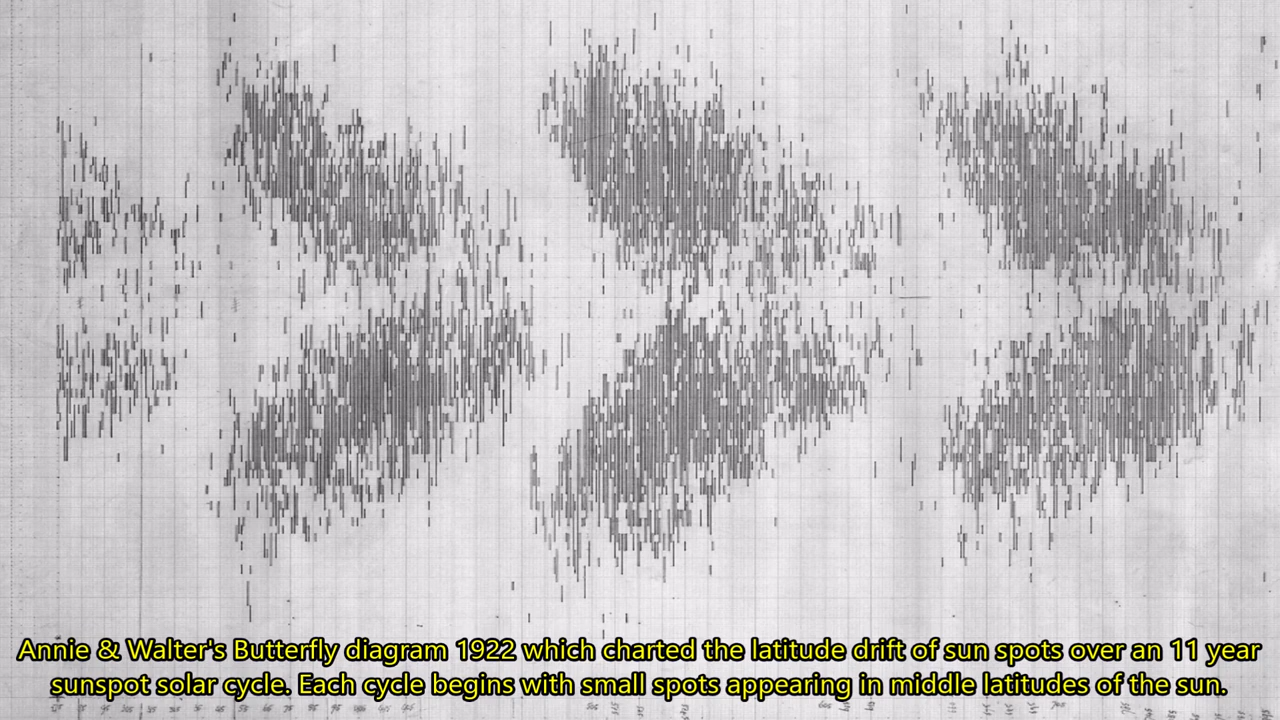 Annie & Walter's Butterfly diagram 1922 which charted the latitude drift of sun spots over an 11 year
sunspot solar cycle. Each cycle begins with small spots appearing in middle latitudes of the sun.